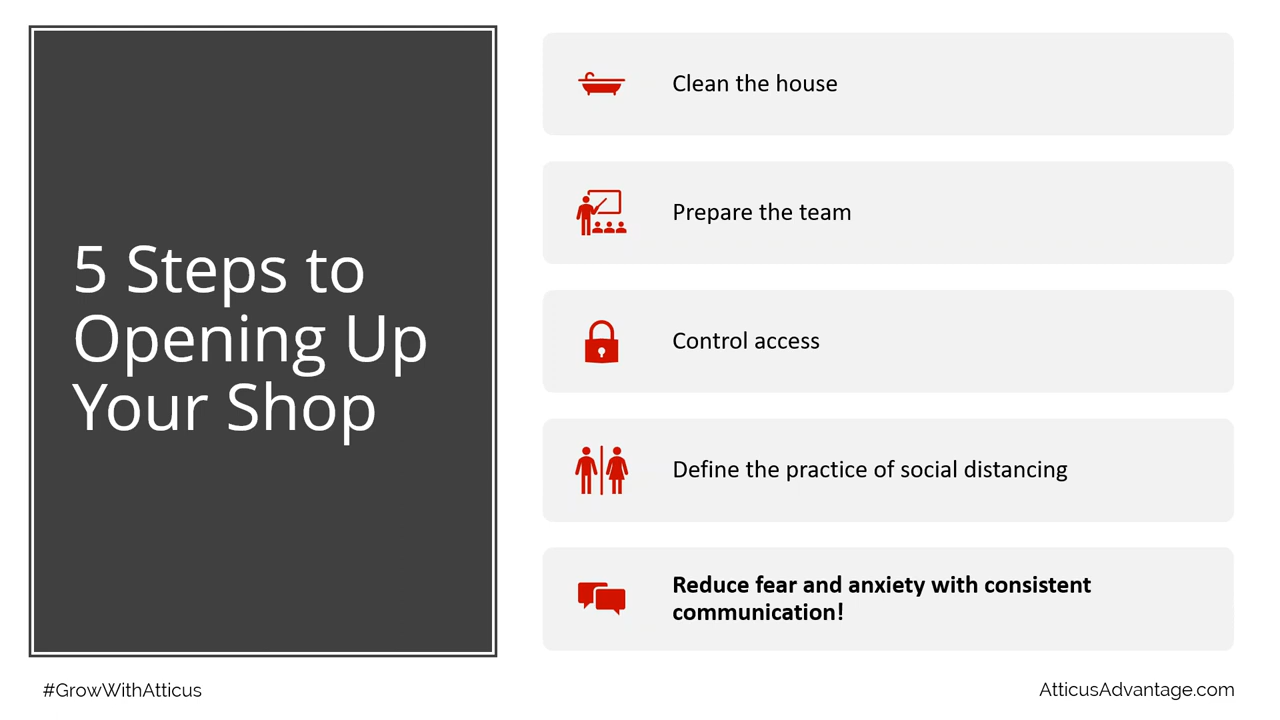 5 Steps to
Opening Up
Your Shop
Clean the house
Prepare the team
Control access
Define the practice of social distancing
Reduce fear and anxiety with consistent
communication!
#GrowWithAtticus
AtticusAdvantage.com